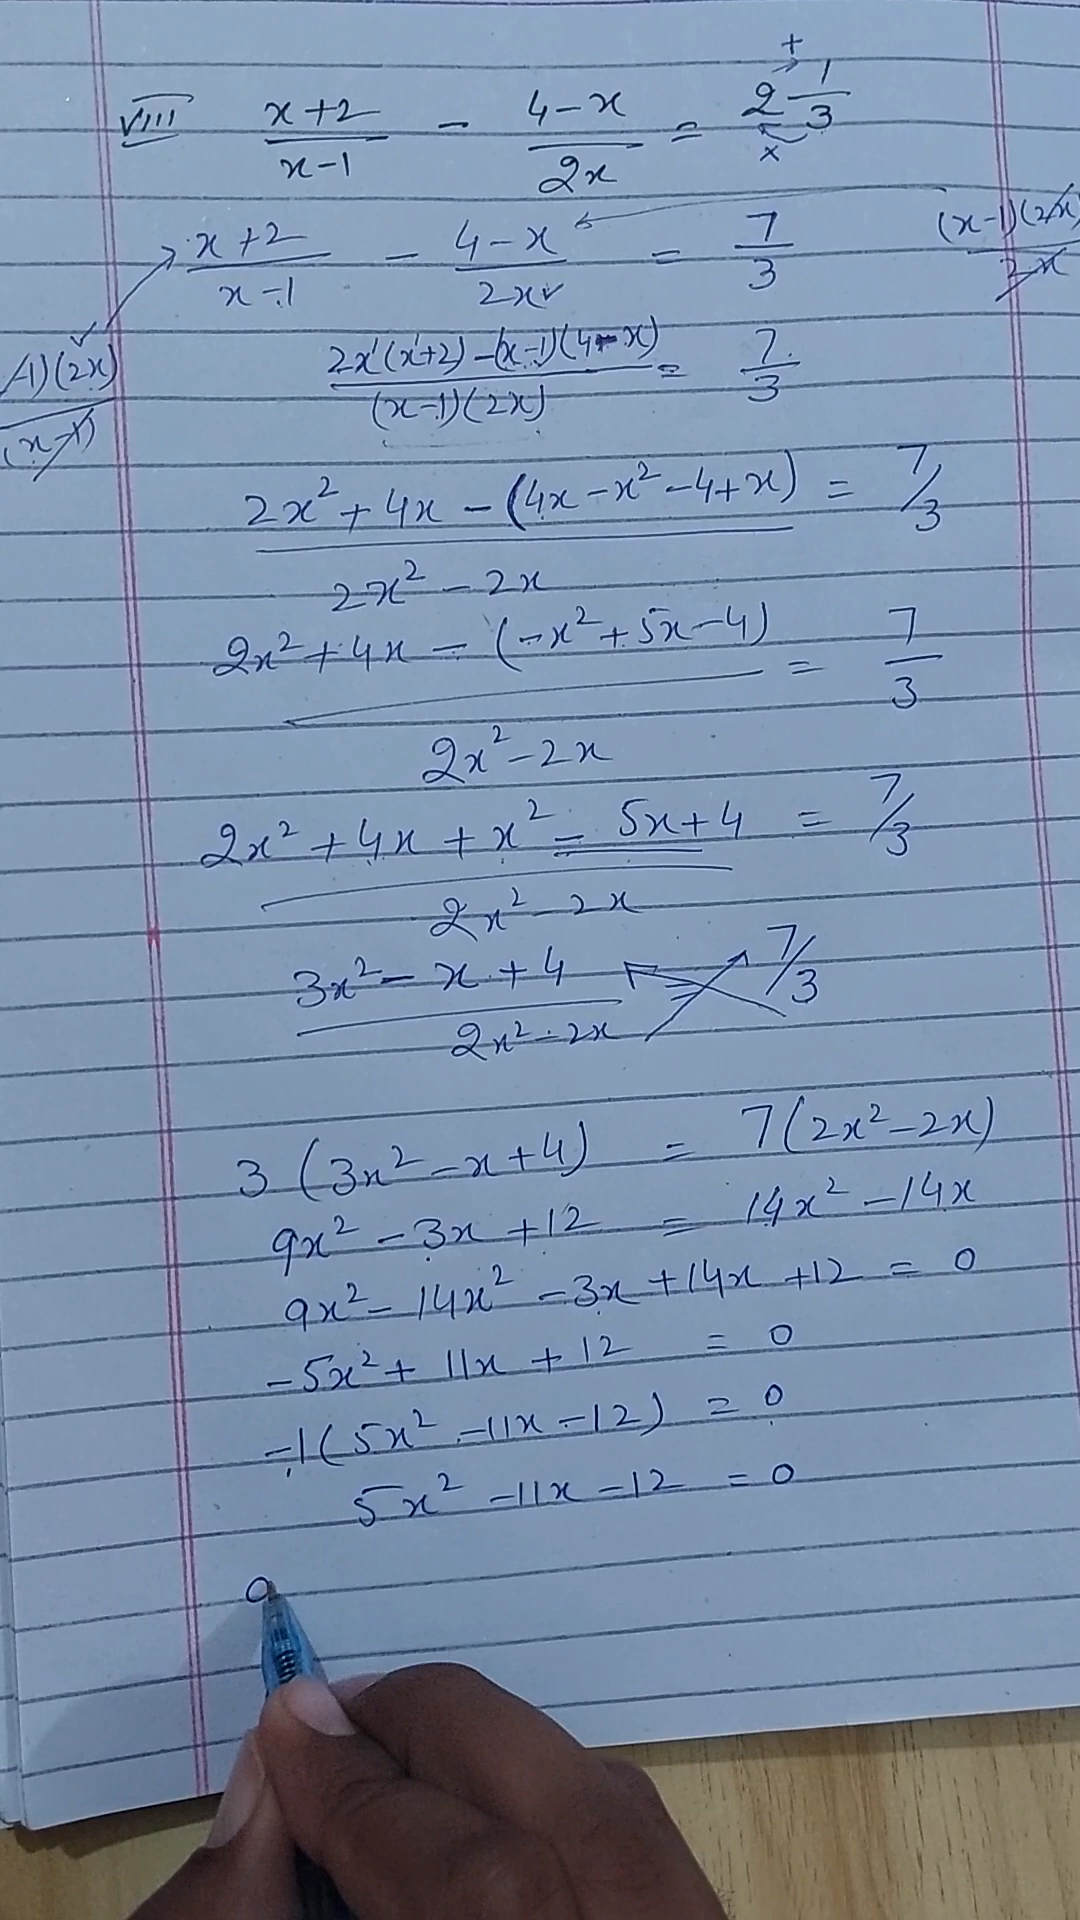 VIII x+2/x-1 - 4-x/2x = 2 1/3
+
x
x+2/x-1 - 4-x/2x = 7/3
(x-1)(2x)/2x
-1)(2x)/(x-1)
2x(x+2)-(x-1)(4-x)/(x-1)(2x) = 7/3
2x²+4x-(4x-x²-4+x)/2x²-2x = 7/3
2x²+4x-(-x²+5x-4)/2x²-2x = 7/3
2x²+4x+x²-5x+4/2x²-2x = 7/3
3x²-x+4/2x²-2x = 7/3
3(3x²-x+4) = 7(2x²-2x)
9x²-3x+12 = 14x²-14x
9x²-14x²-3x+14x+12 = 0
-5x²+11x+12 = 0
-1(5x²-11x-12) = 0
5x²-11x-12 = 0